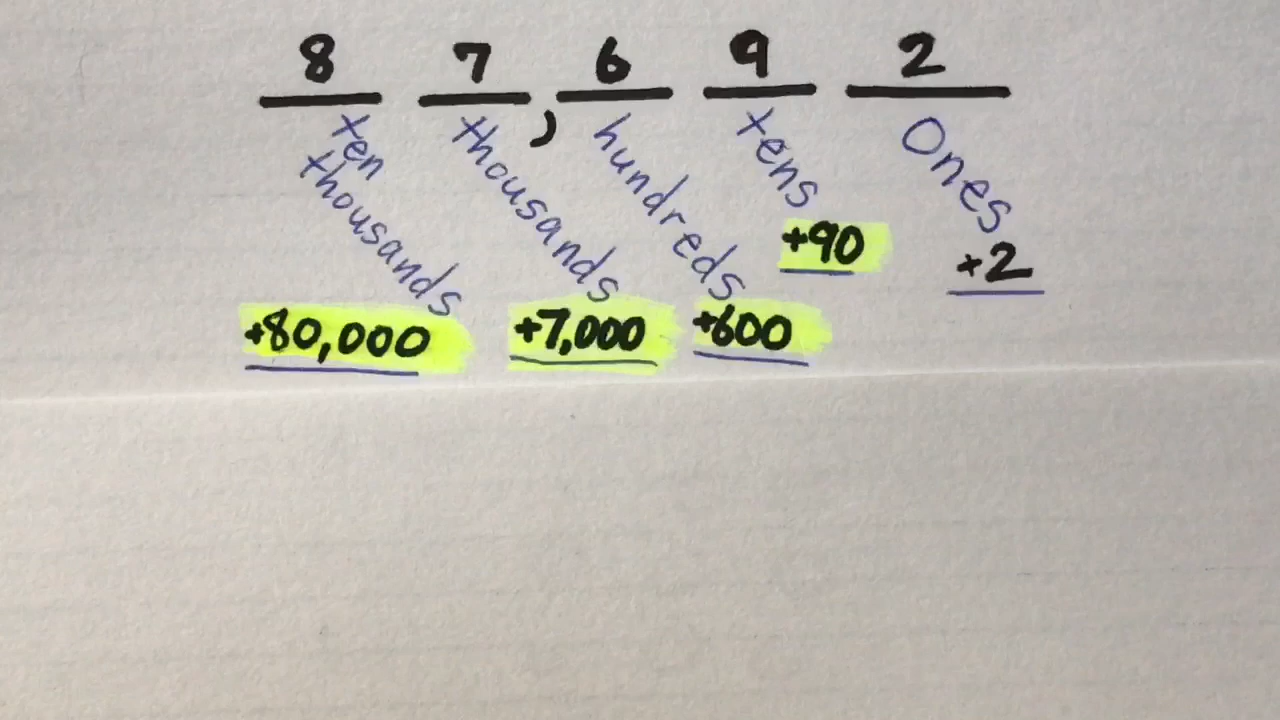 8 7 , 6 9 2
ten thousands
thousands
hundreds
tens
Ones
+80,000
+7,000
+600
+90
+2